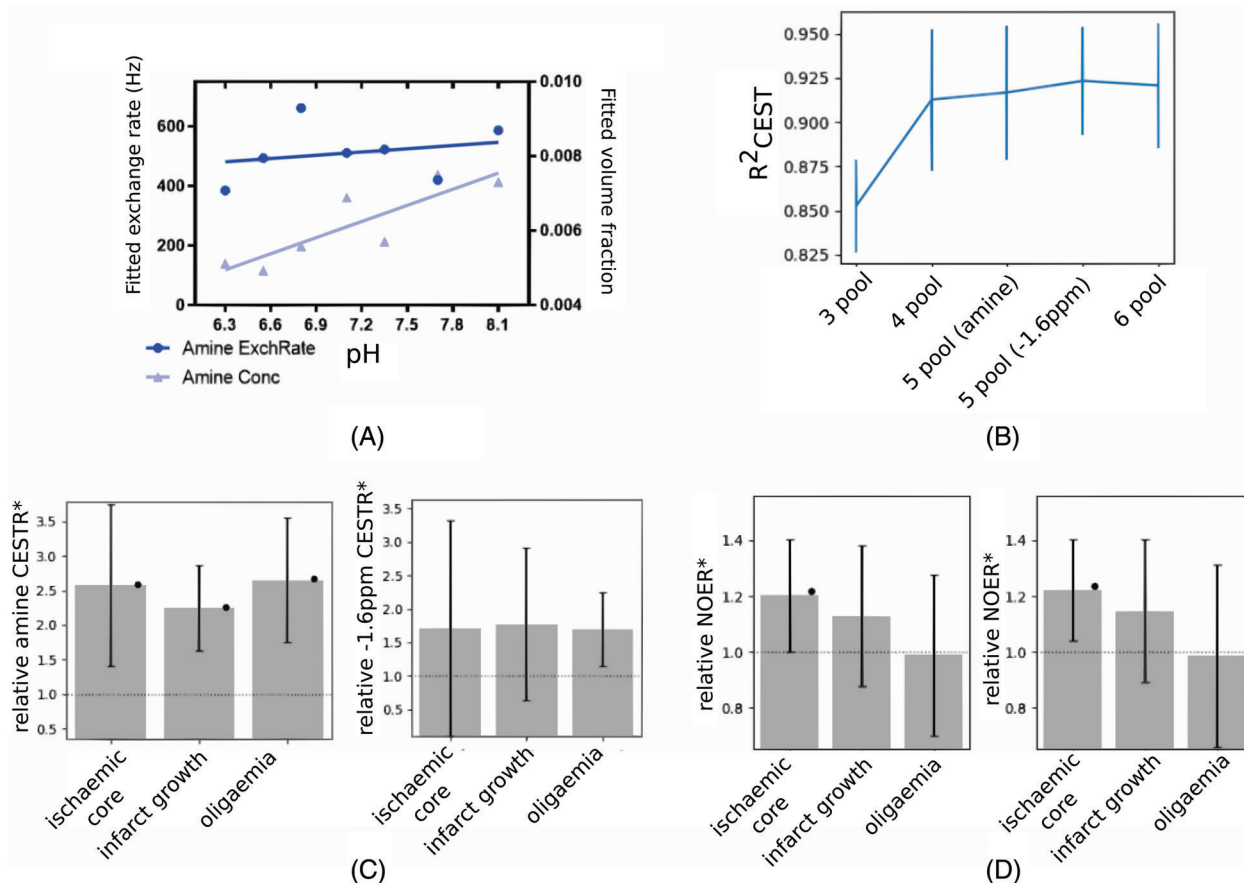 Fitted exchange rate (Hz)
600
400
200
0
0.010
0.008
0.006
0.004
Fitted volume fraction
6.3 6.6 6.9 7.2 7.5 7.8 8.1
pH
Amine ExchRate
Amine Conc
(A)
R²CEST
0.950
0.925
0.900
0.875
0.850
0.825
3 pool
4 pool
5 pool (amine)
5 pool (-1.6ppm)
6 pool
(B)
relative amine CESTR*
3.5
3.0
2.5
2.0
1.5
1.0
0.5
ischaemic
core
infarct growth
oligaemia
relative -1.6ppm CESTR*
3.5
3.0
2.5
2.0
1.5
1.0
0.5
ischaemic
core
infarct growth
oligaemia
(C)
relative NOER*
1.4
1.2
1.0
0.8
ischaemic
core
infarct growth
oligaemia
relative NOER*
1.4
1.2
1.0
0.8
ischaemic
core
infarct growth
oligaemia
(D)